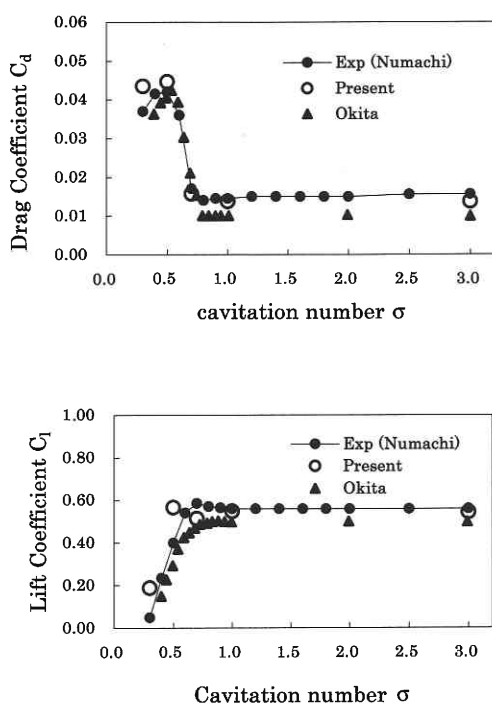 Drag Coefficient C_d
0.06
0.05
0.04
0.03
0.02
0.01
0.00
Exp (Numachi)
Present
Okita
0.0 0.5 1.0 1.5 2.0 2.5 3.0
cavitation number σ
Lift Coefficient C_l
1.00
0.80
0.60
0.40
0.20
0.00
Exp (Numachi)
Present
Okita
0.0 0.5 1.0 1.5 2.0 2.5 3.0
Cavitation number σ